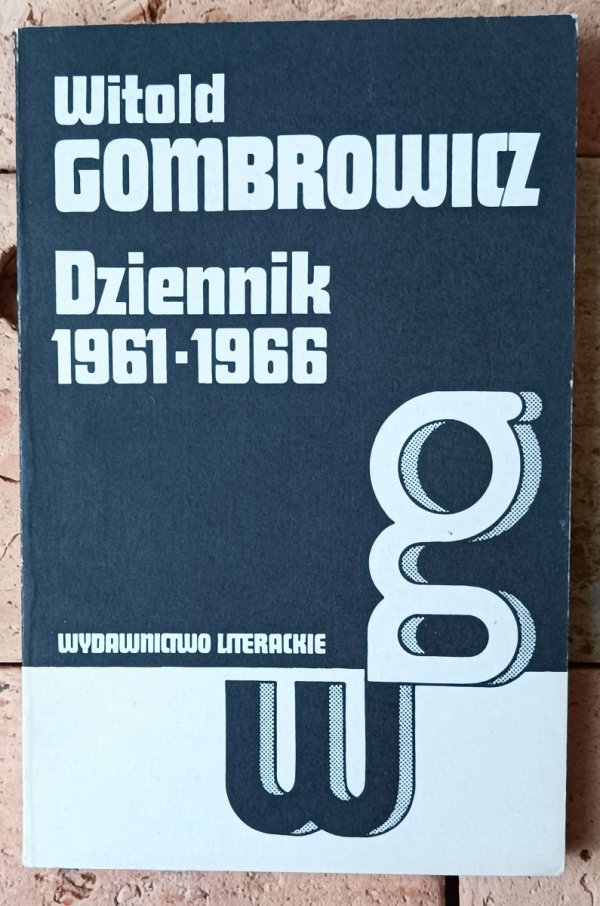 Witold
GOMBROWICZ
Dziennik
1961-1966
g
WYDAWNICTWO LITERACKIE
w